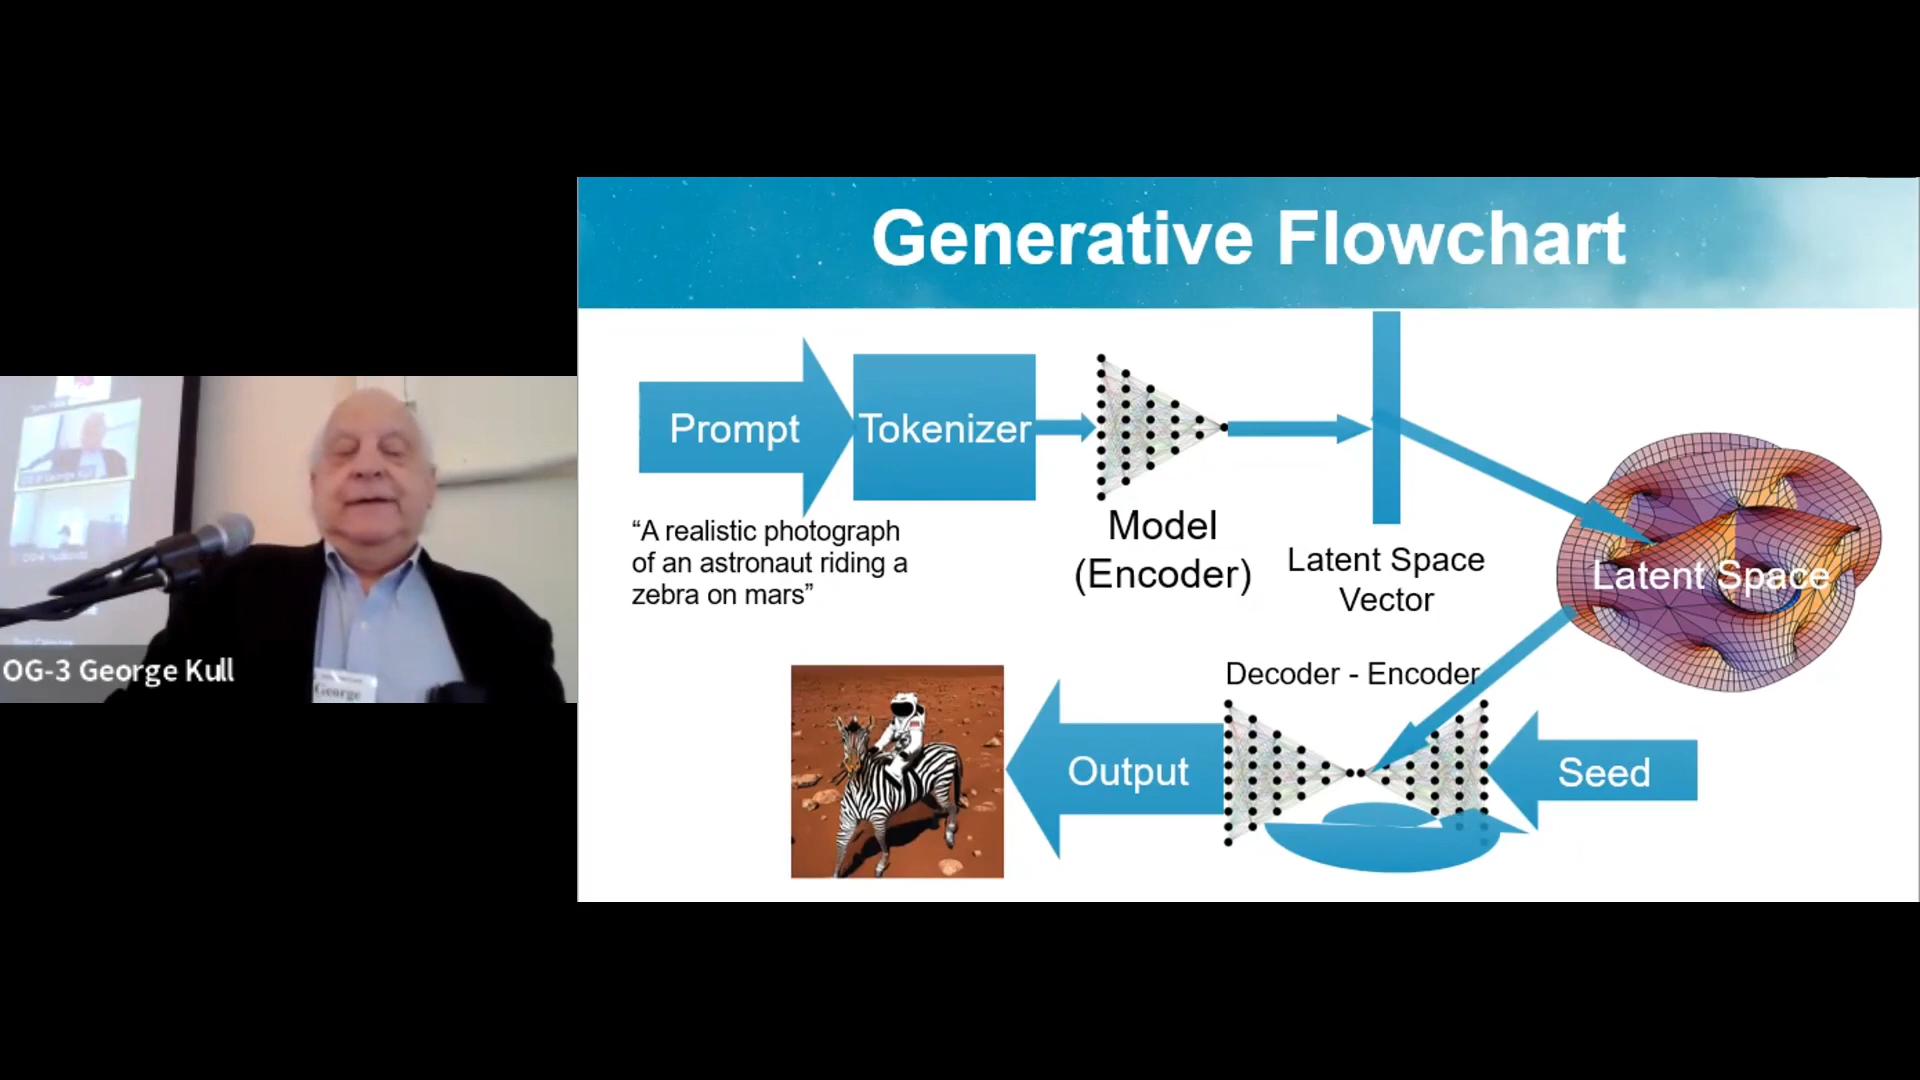 Generative Flowchart
Prompt
Tokenizer
“A realistic photograph
of an astronaut riding a
zebra on mars”
Model
(Encoder)
Latent Space
Vector
Latent Space
Decoder - Encoder
Output
Seed
OG-3 George Kull
George